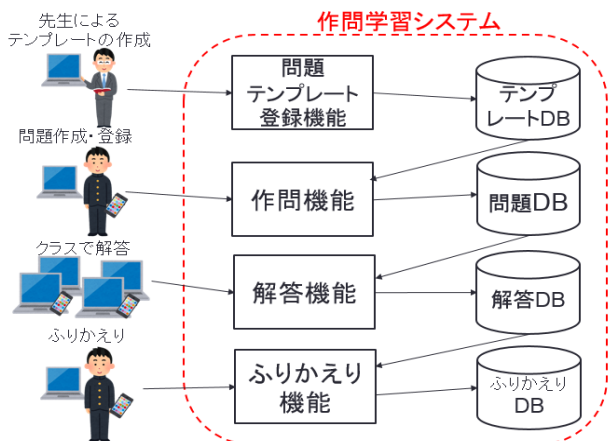 作問学習システム
先生による
テンプレートの作成
問題
テンプレート
登録機能
テンプ
レートDB
問題作成・登録
作問機能
問題DB
クラスで解答
解答機能
解答DB
ふりかえり
ふりかえり
機能
ふりかえり
DB